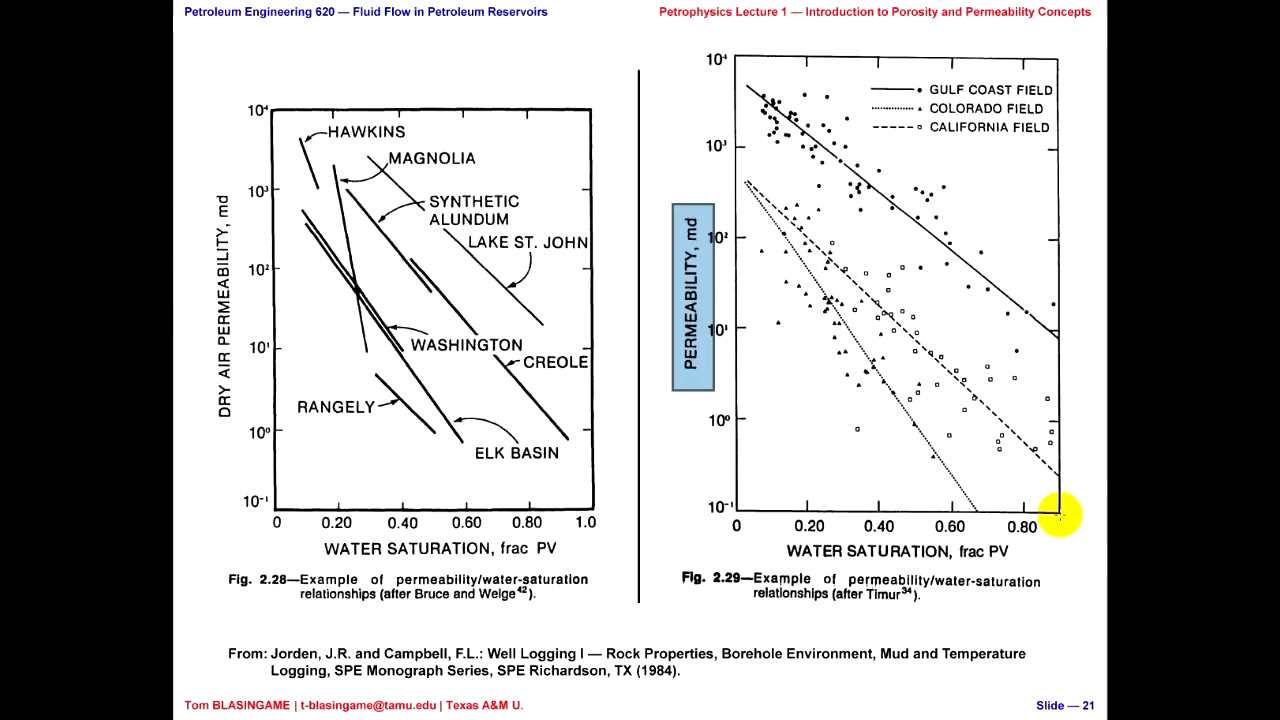 Petroleum Engineering 620 — Fluid Flow in Petroleum Reservoirs
Petrophysics Lecture 1 — Introduction to Porosity and Permeability Concepts
10⁴
10³
10²
10¹
10⁰
10⁻¹
DRY AIR PERMEABILITY, md
HAWKINS
MAGNOLIA
SYNTHETIC
ALUNDUM
LAKE ST. JOHN
WASHINGTON
CREOLE
RANGELY
ELK BASIN
0 0.20 0.40 0.60 0.80 1.0
WATER SATURATION, frac PV
Fig. 2.28—Example of permeability/water-saturation
relationships (after Bruce and Welge⁴²).
10⁴
10³
10²
10¹
10⁰
10⁻¹
PERMEABILITY, md
GULF COAST FIELD
COLORADO FIELD
CALIFORNIA FIELD
0 0.20 0.40 0.60 0.80
WATER SATURATION, frac PV
Fig. 2.29—Example of permeability/water-saturation
relationships (after Timur³⁴).
From: Jorden, J.R. and Campbell, F.L.: Well Logging I — Rock Properties, Borehole Environment, Mud and Temperature
Logging, SPE Monograph Series, SPE Richardson, TX (1984).
Tom BLASINGAME | t-blasingame@tamu.edu | Texas A&M U.
Slide — 21